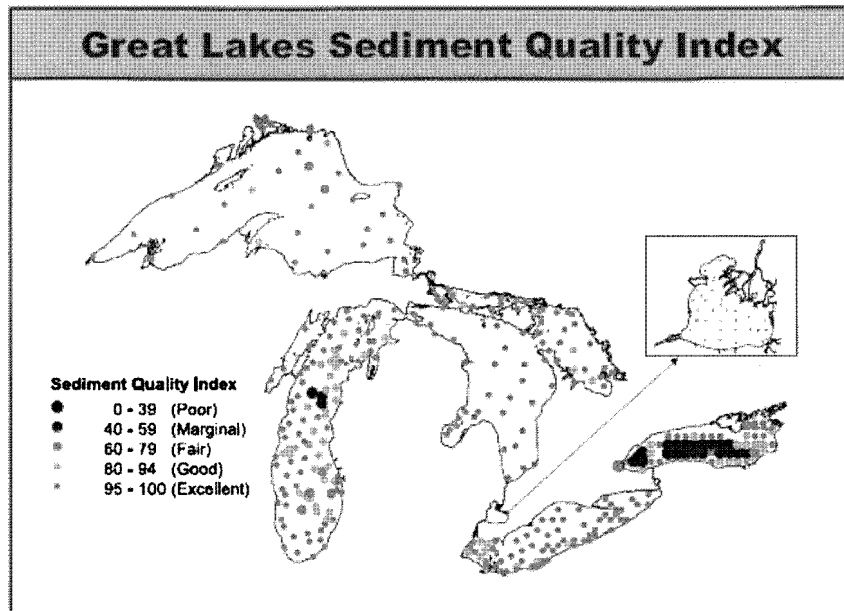 Great Lakes Sediment Quality Index
Sediment Quality Index
0 - 39 (Poor)
40 - 59 (Marginal)
60 - 79 (Fair)
80 - 94 (Good)
95 - 100 (Excellent)